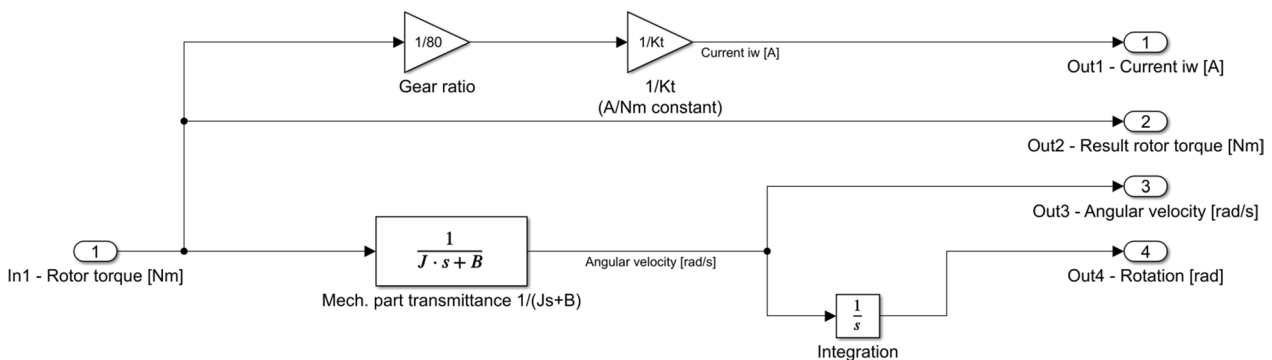 1/80
Gear ratio
1/Kt
1/Kt
(A/Nm constant)
Current iw [A]
1
Out1 - Current iw [A]
2
Out2 - Result rotor torque [Nm]
3
Out3 - Angular velocity [rad/s]
1
In1 - Rotor torque [Nm]
1
J · s + B
Mech. part transmittance 1/(Js+B)
Angular velocity [rad/s]
4
Out4 - Rotation [rad]
1
s
Integration